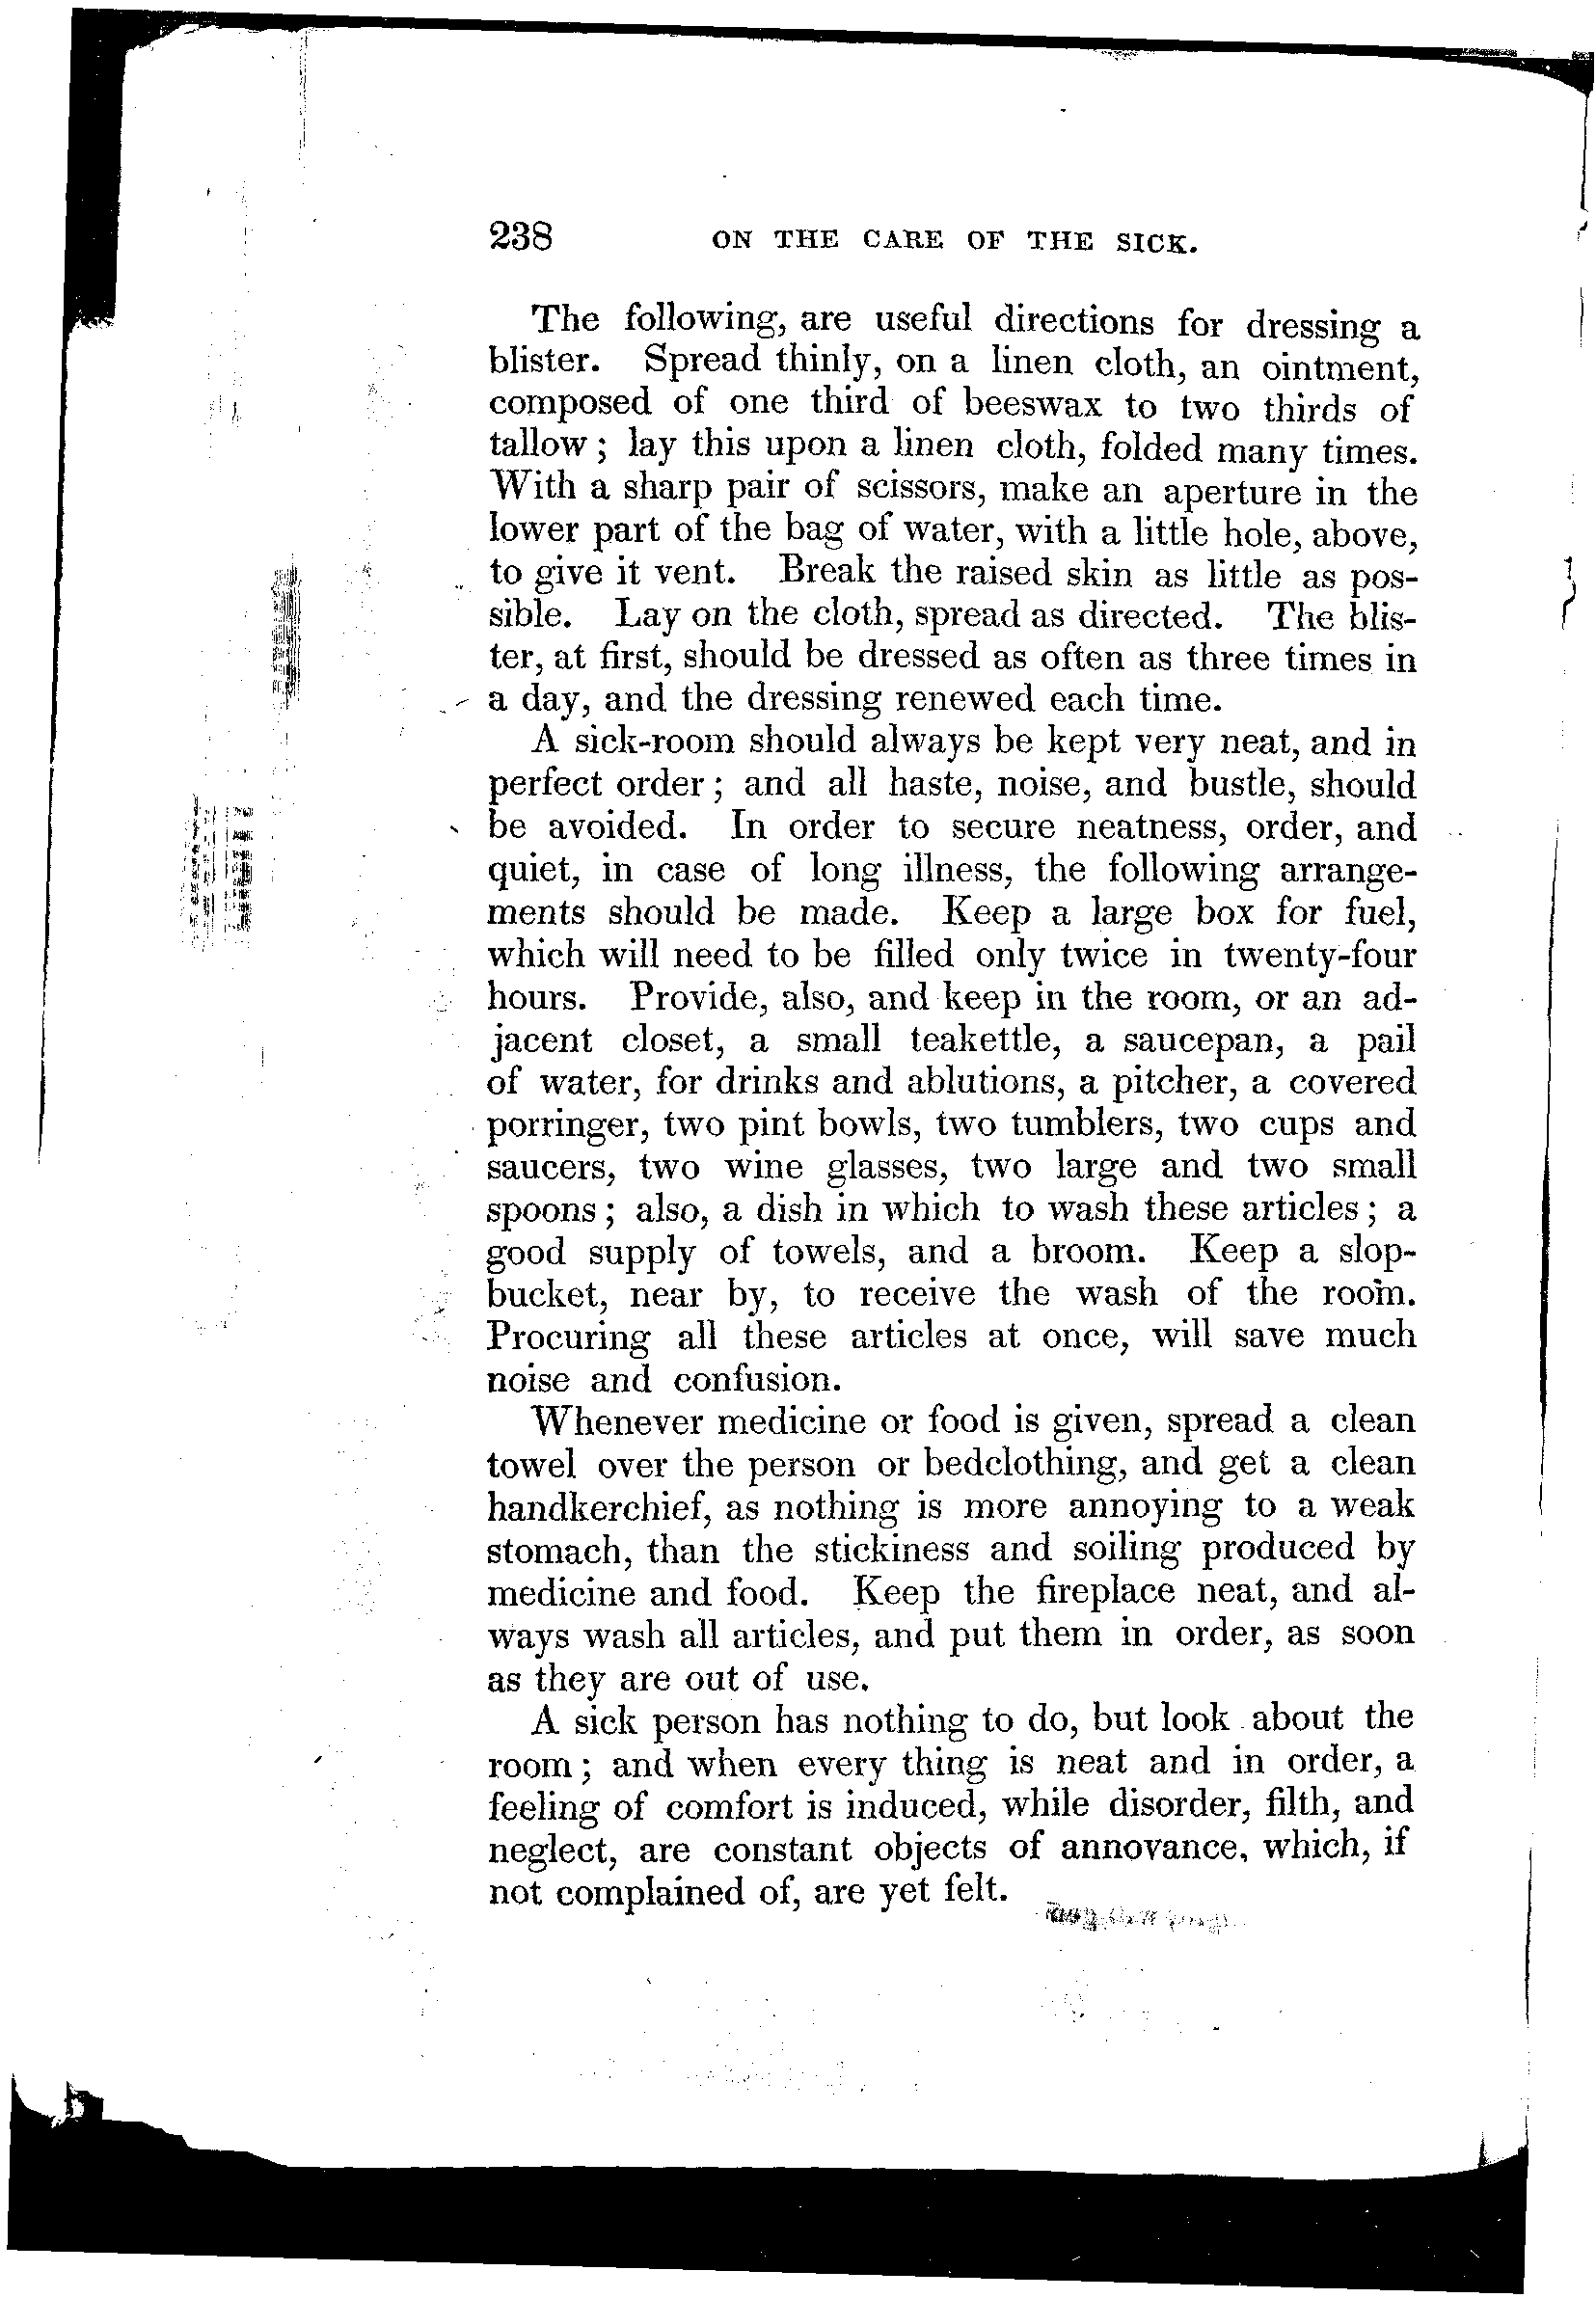 238 ON THE CARE OF THE SICK.
The following, are useful directions for dressing a
blister. Spread thinly, on a linen cloth, an ointment,
composed of one third of beeswax to two thirds of
tallow; lay this upon a linen cloth, folded many times.
With a sharp pair of scissors, make an aperture in the
lower part of the bag of water, with a little hole, above,
to give it vent. Break the raised skin as little as pos-
sible. Lay on the cloth, spread as directed. The blis-
ter, at first, should be dressed as often as three times in
a day, and the dressing renewed each time.
A sick-room should always be kept very neat, and in
perfect order; and all haste, noise, and bustle, should
be avoided. In order to secure neatness, order, and
quiet, in case of long illness, the following arrange-
ments should be made. Keep a large box for fuel,
which will need to be filled only twice in twenty-four
hours. Provide, also, and keep in the room, or an ad-
jacent closet, a small teakettle, a saucepan, a pail
of water, for drinks and ablutions, a pitcher, a covered
porringer, two pint bowls, two tumblers, two cups and
saucers, two wine glasses, two large and two small
spoons; also, a dish in which to wash these articles; a
good supply of towels, and a broom. Keep a slop-
bucket, near by, to receive the wash of the room.
Procuring all these articles at once, will save much
noise and confusion.
Whenever medicine or food is given, spread a clean
towel over the person or bedclothing, and get a clean
handkerchief, as nothing is more annoying to a weak
stomach, than the stickiness and soiling produced by
medicine and food. Keep the fireplace neat, and al-
ways wash all articles, and put them in order, as soon
as they are out of use.
A sick person has nothing to do, but look about the
room; and when every thing is neat and in order, a
feeling of comfort is induced, while disorder, filth, and
neglect, are constant objects of annoyance, which, if
not complained of, are yet felt.